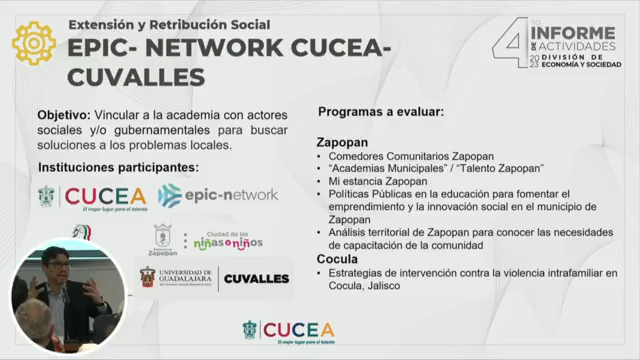 Extensión y Retribución Social
EPIC- NETWORK CUCEA-
CUVALLES
4to INFORME
DE ACTIVIDADES
2023 DIVISIÓN DE
ECONOMÍA Y SOCIEDAD
Objetivo: Vincular a la academia con actores
sociales y/o gubernamentales para buscar
soluciones a los problemas locales.
Instituciones participantes:
CUCEA
El mejor lugar para el talento
epic-network
Zapopan
Ciudad de las
niñas y niños
UNIVERSIDAD DE
GUADALAJARA
CUVALLES
Programas a evaluar:
Zapopan
• Comedores Comunitarios Zapopan
• “Academias Municipales” / “Talento Zapopan”
• Mi estancia Zapopan
• Políticas Públicas en la educación para fomentar el
emprendimiento y la innovación social en el municipio de
Zapopan
• Análisis territorial de Zapopan para conocer las necesidades
de capacitación de la comunidad
Cocula
• Estrategias de intervención contra la violencia intrafamiliar en
Cocula, Jalisco
CUCEA
El mejor lugar para el talento